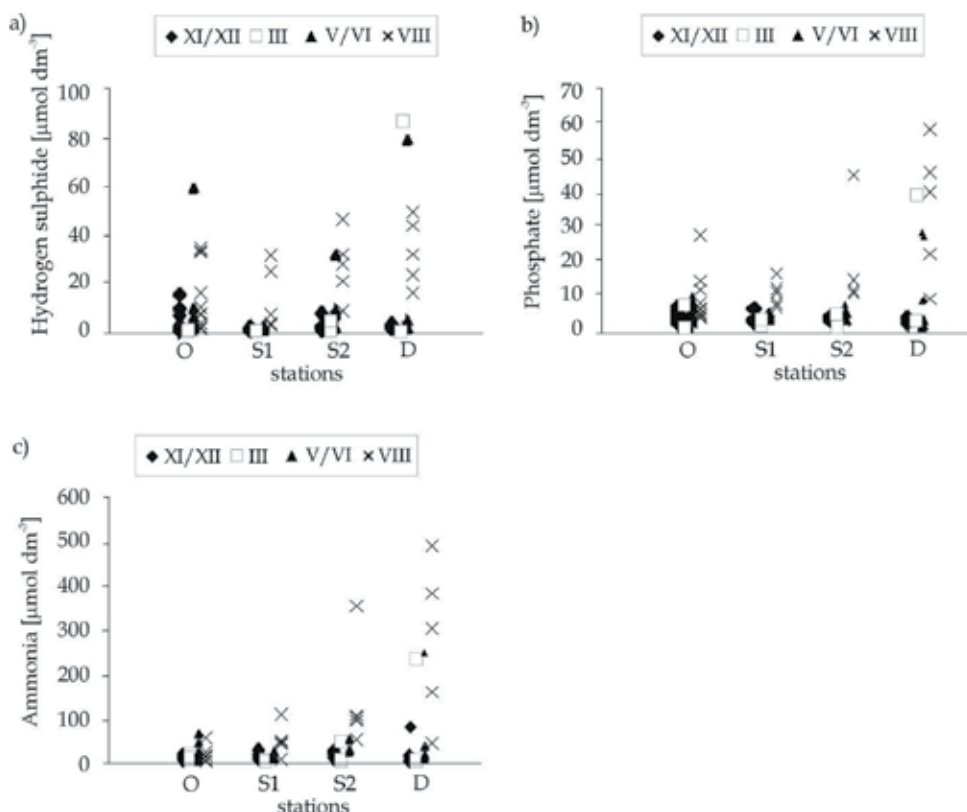 a)
◆ XI/XII □ III ▲ V/VI × VIII
Hydrogen sulphide [μmol dm⁻³]
100
80
60
40
20
0
O S1 S2 D
stations
b)
◆ XI/XII □ III ▲ V/VI × VIII
Phosphate [μmol dm⁻³]
70
60
50
40
30
20
10
0
O S1 S2 D
stations
c)
◆ XI/XII □ III ▲ V/VI × VIII
Ammonia [μmol dm⁻³]
600
500
400
300
200
100
0
O S1 S2 D
stations